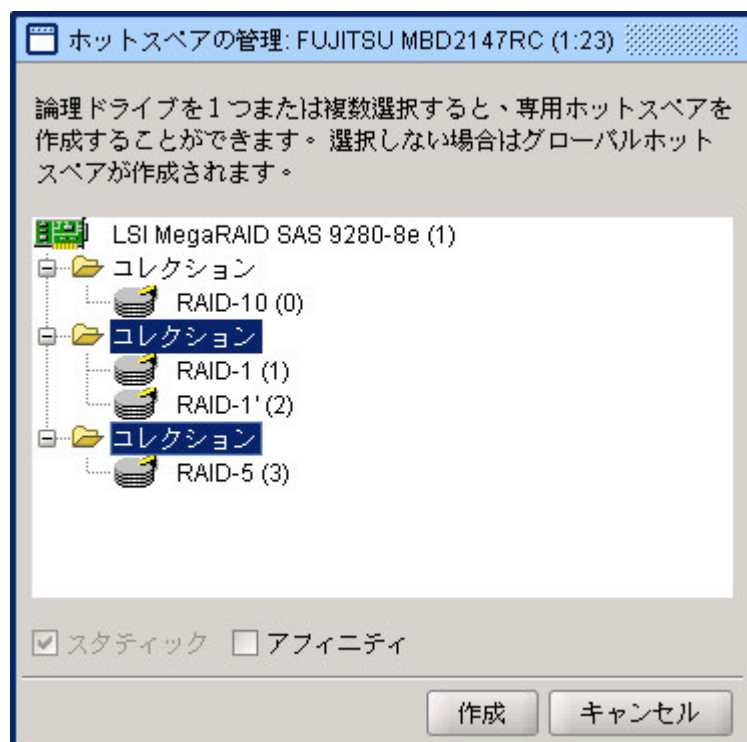 ホットスペアの管理: FUJITSU MBD2147RC (1:23)
論理ドライブを1つまたは複数選択すると、専用ホットスペアを
作成することができます。選択しない場合はグローバルホット
スペアが作成されます。
LSI MegaRAID SAS 9280-8e (1)
コレクション
RAID-10 (0)
コレクション
RAID-1 (1)
RAID-1' (2)
コレクション
RAID-5 (3)
スタティック アフィニティ
作成 キャンセル